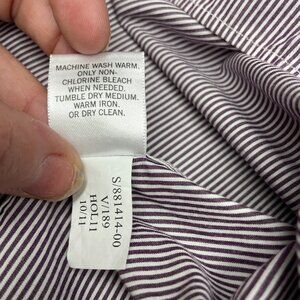 MACHINE WASH WARM.
ONLY NON-
CHLORINE BLEACH
WHEN NEEDED.
TUMBLE DRY MEDIUM.
WARM IRON.
OR DRY CLEAN.
S/881414-00
V/189
HOL11
10/11